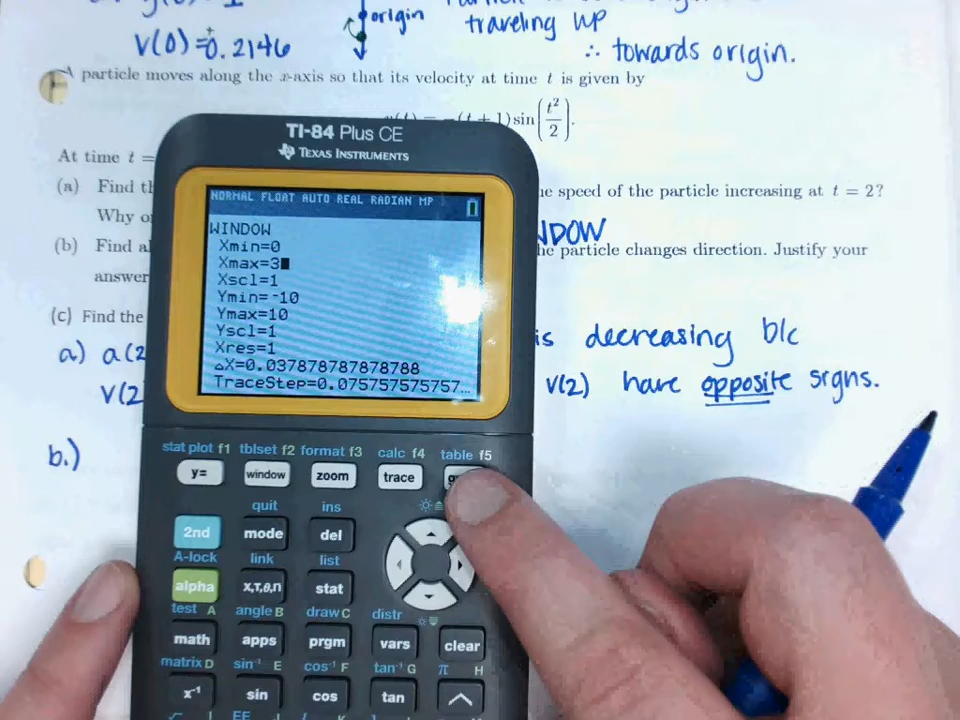 origin
traveling UP
v(0)=+0.2146
∴ towards origin.
A particle moves along the x-axis so that its velocity at time t is given by
+1)sin(t²/2).
At time t =
(a) Find th
he speed of the particle increasing at t = 2?
Why o
NDOW
(b) Find al
he particle changes direction. Justify your
answer
(c) Find the
a) a(2
is decreasing b/c
v(2
v(2) have opposite signs.
b.)
TI-84 Plus CE
TEXAS INSTRUMENTS
NORMAL FLOAT AUTO REAL RADIAN MP
WINDOW
Xmin=0
Xmax=3
Xscl=1
Ymin=-10
Ymax=10
Yscl=1
Xres=1
△X=0.037878787878788
TraceStep=0.075757575757...
stat plot f1 tblset f2 format f3 calc f4 table f5
y= window zoom trace
quit ins
2nd mode del
A-lock link list
alpha X,T,θ,n stat
test A angle B draw C distr
math apps prgm vars clear
matrix D sin⁻¹ E cos⁻¹ F tan⁻¹ G π H
x⁻¹ sin cos tan ^
EE